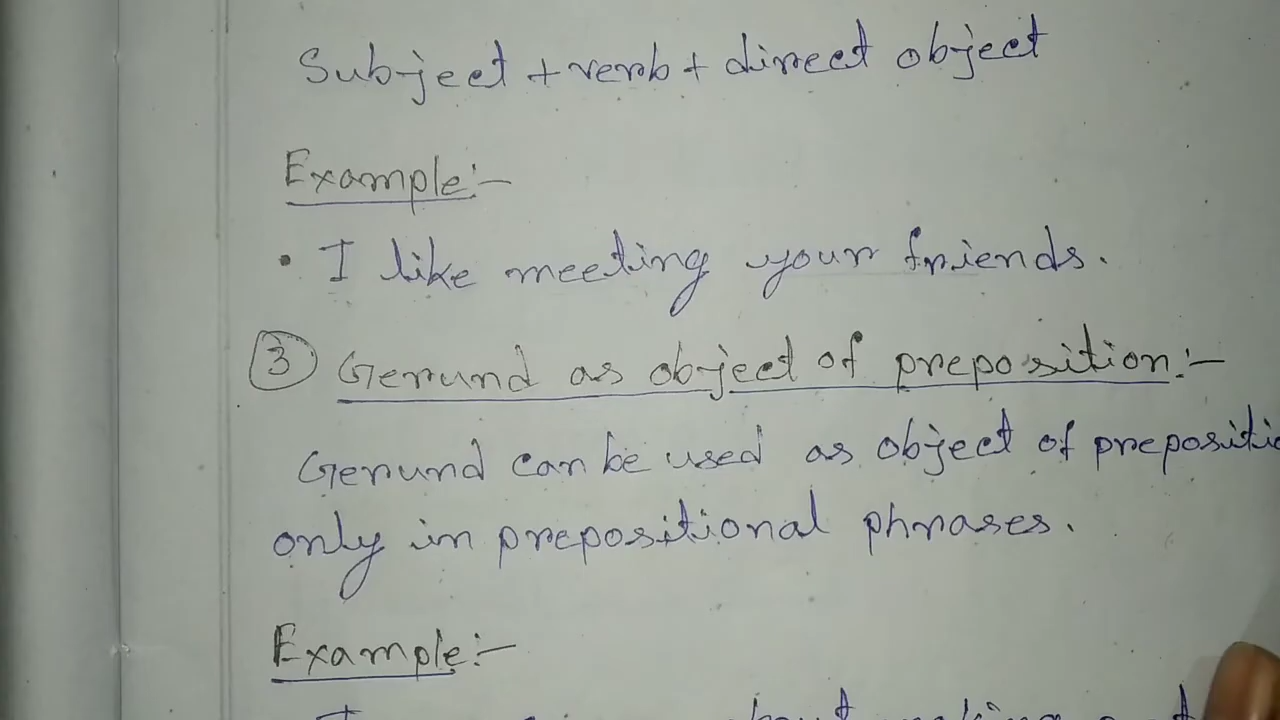 Subject + verb + direct object
Example:-
• I like meeting your friends.
③ Gerund as object of preposition:-
Gerund can be used as object of prepositio
only in prepositional phrases.
Example:-
I